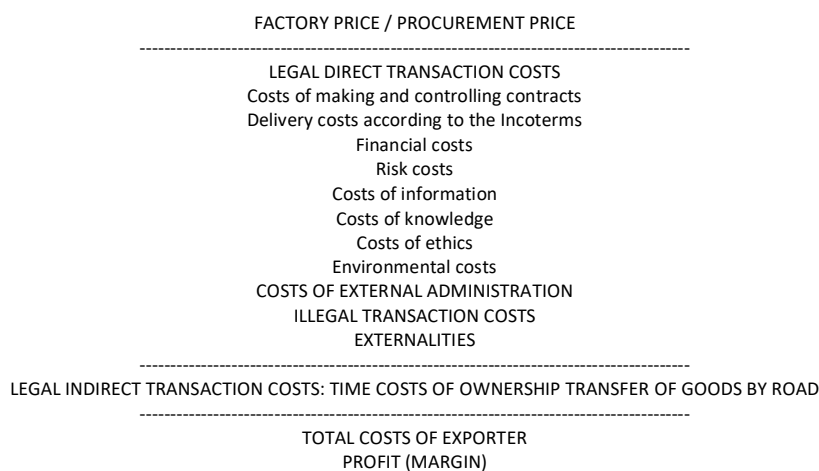 FACTORY PRICE / PROCUREMENT PRICE
------------------------------------------------------------------------------------------
LEGAL DIRECT TRANSACTION COSTS
Costs of making and controlling contracts
Delivery costs according to the Incoterms
Financial costs
Risk costs
Costs of information
Costs of knowledge
Costs of ethics
Environmental costs
COSTS OF EXTERNAL ADMINISTRATION
ILLEGAL TRANSACTION COSTS
EXTERNALITIES
------------------------------------------------------------------------------------------
LEGAL INDIRECT TRANSACTION COSTS: TIME COSTS OF OWNERSHIP TRANSFER OF GOODS BY ROAD
------------------------------------------------------------------------------------------
TOTAL COSTS OF EXPORTER
PROFIT (MARGIN)